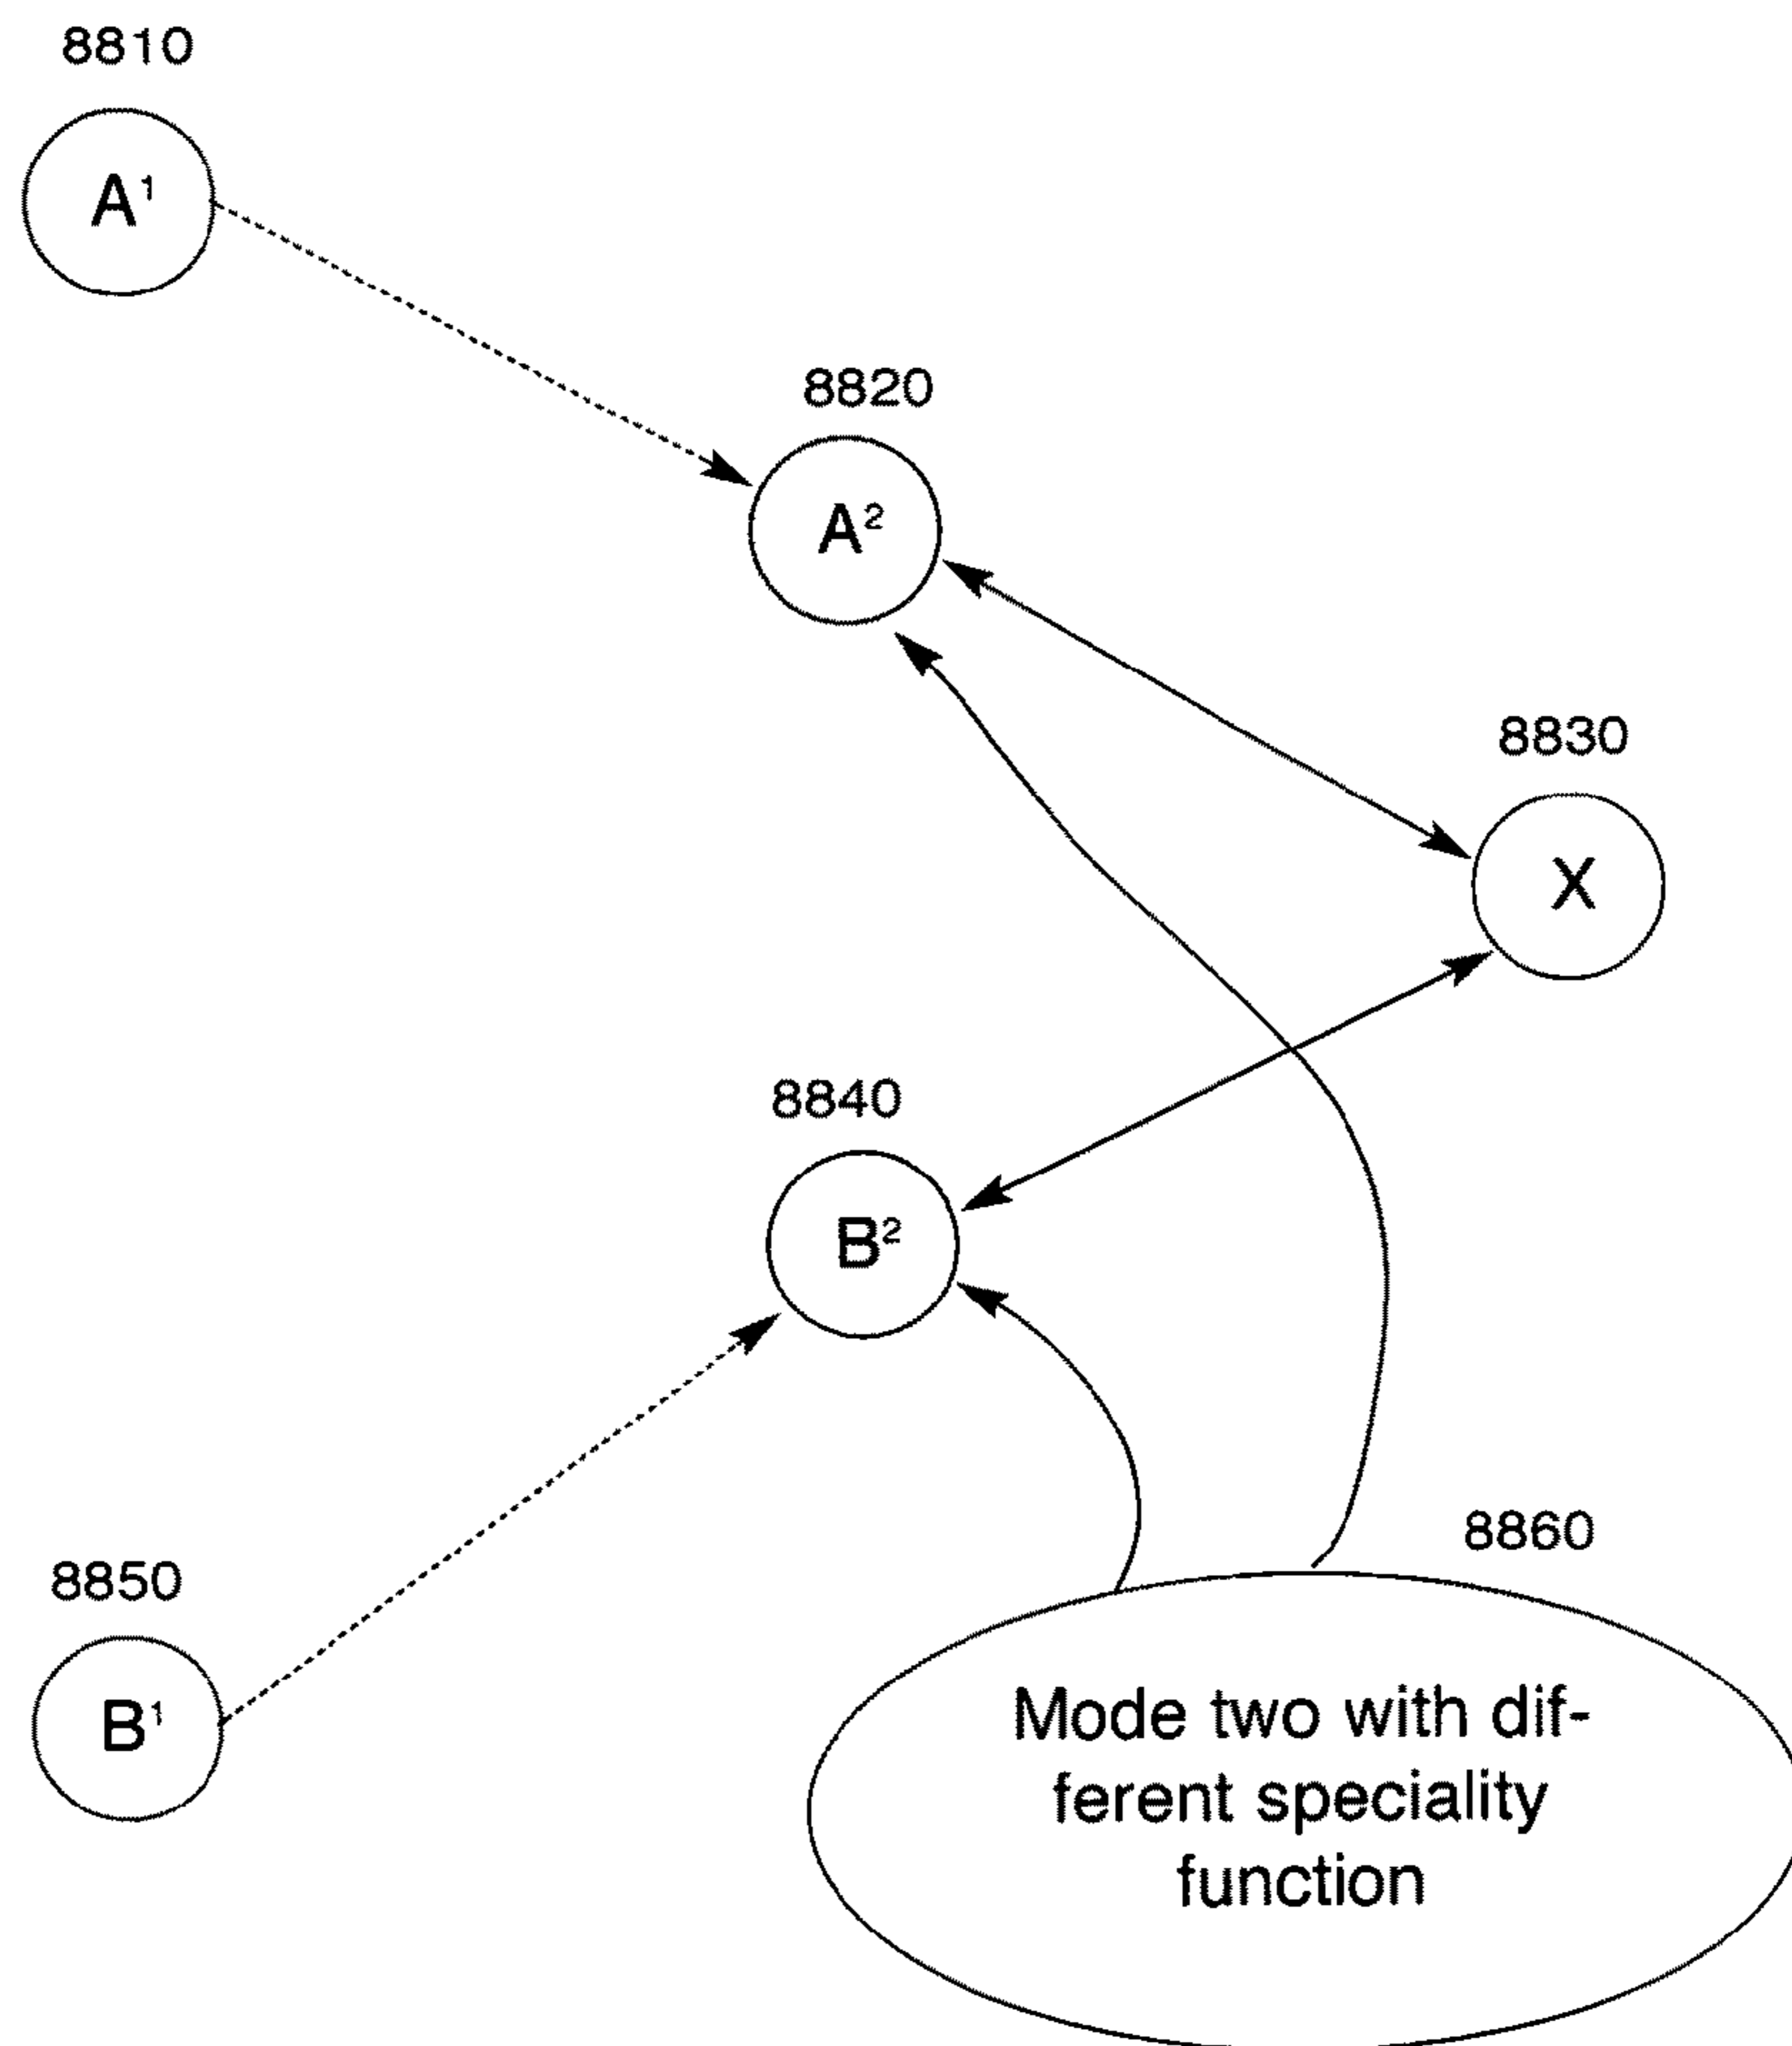 8810
A¹
8820
A²
8830
X
8840
B²
8850
B¹
8860
Mode two with dif-
ferent speciality
function